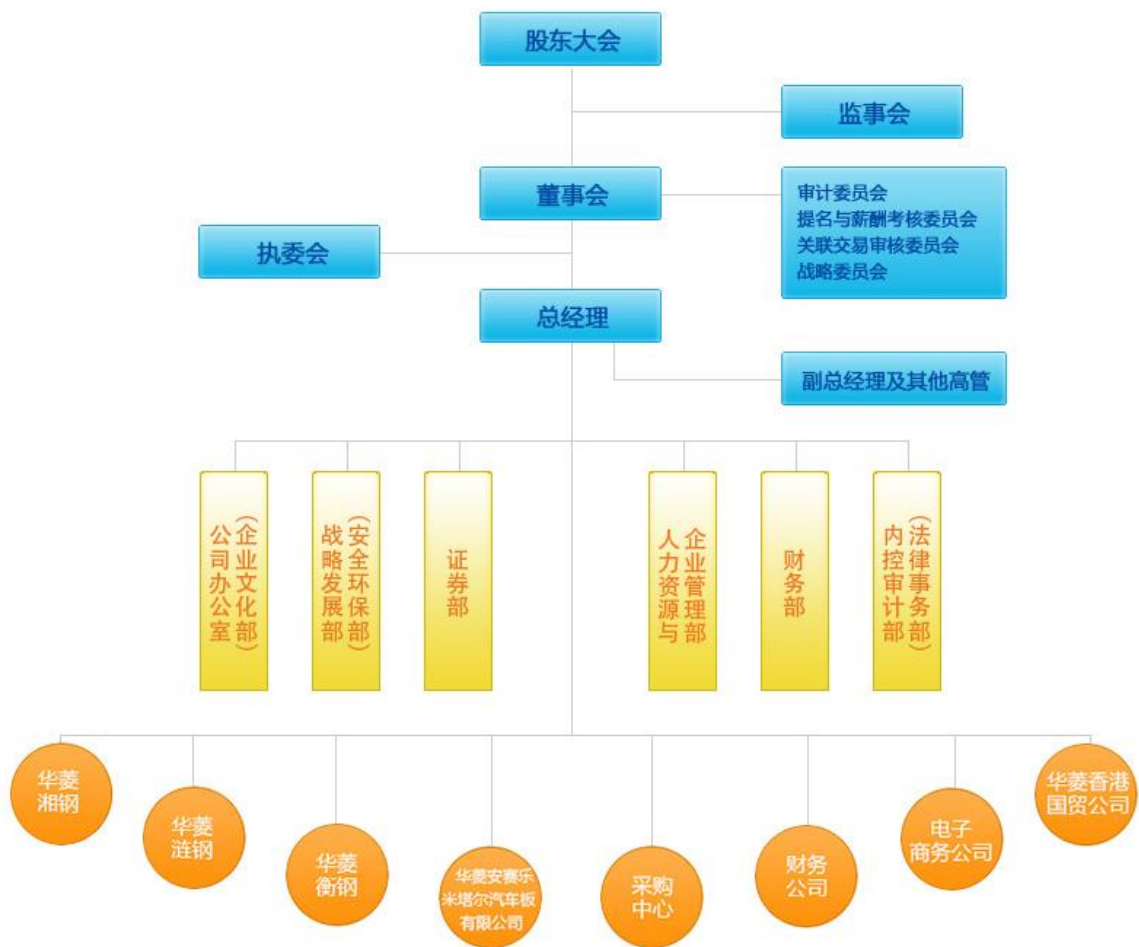 股东大会
监事会
董事会
审计委员会
提名与薪酬考核委员会
关联交易审核委员会
战略委员会
执委会
总经理
副总经理及其他高管
公司办公室
（企业文化部）
战略发展部
（安全环保部）
证券部
人力资源与
企业管理部
财务部
内控审计部
（法律事务部）
华菱
湘钢
华菱
涟钢
华菱
衡钢
华菱安赛乐
米塔尔汽车板
有限公司
采购
中心
财务
公司
电子
商务公司
华菱香港
国贸公司